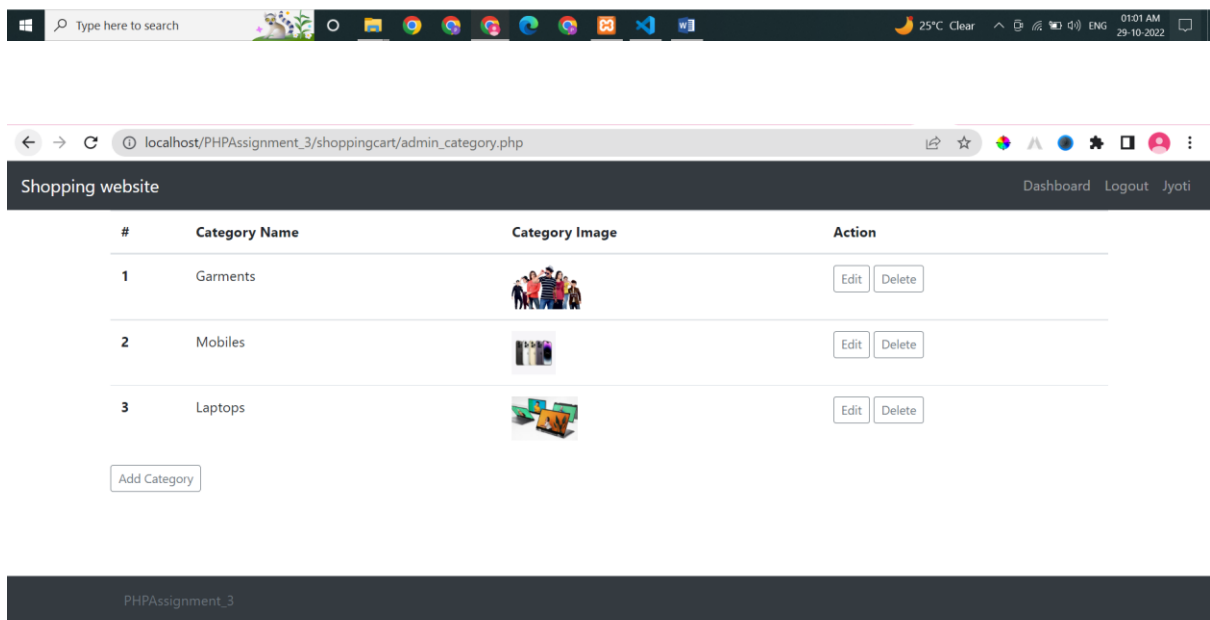 Type here to search 25°C Clear ENG 01:01 AM
29-10-2022
localhost/PHPAssignment_3/shoppingcart/admin_category.php
Shopping website Dashboard Logout Jyoti
# Category Name Category Image Action
1 Garments Edit Delete
2 Mobiles Edit Delete
3 Laptops Edit Delete
Add Category
PHPAssignment_3